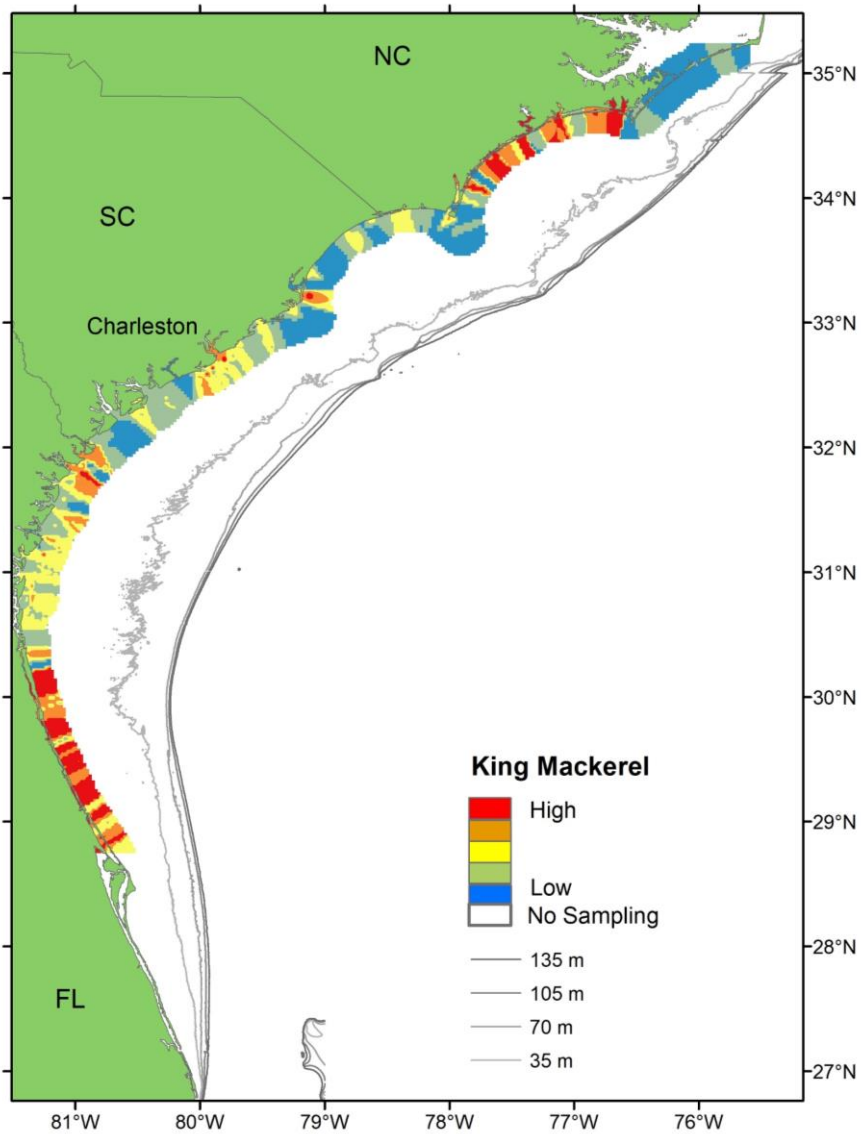 NC
35°N
34°N
SC
33°N
Charleston
32°N
31°N
30°N
King Mackerel
High
29°N
Low
No Sampling
28°N
135 m
105 m
FL
70 m
35 m
27°N
81°W
80°W
79°W
78°W
77°W
76°W